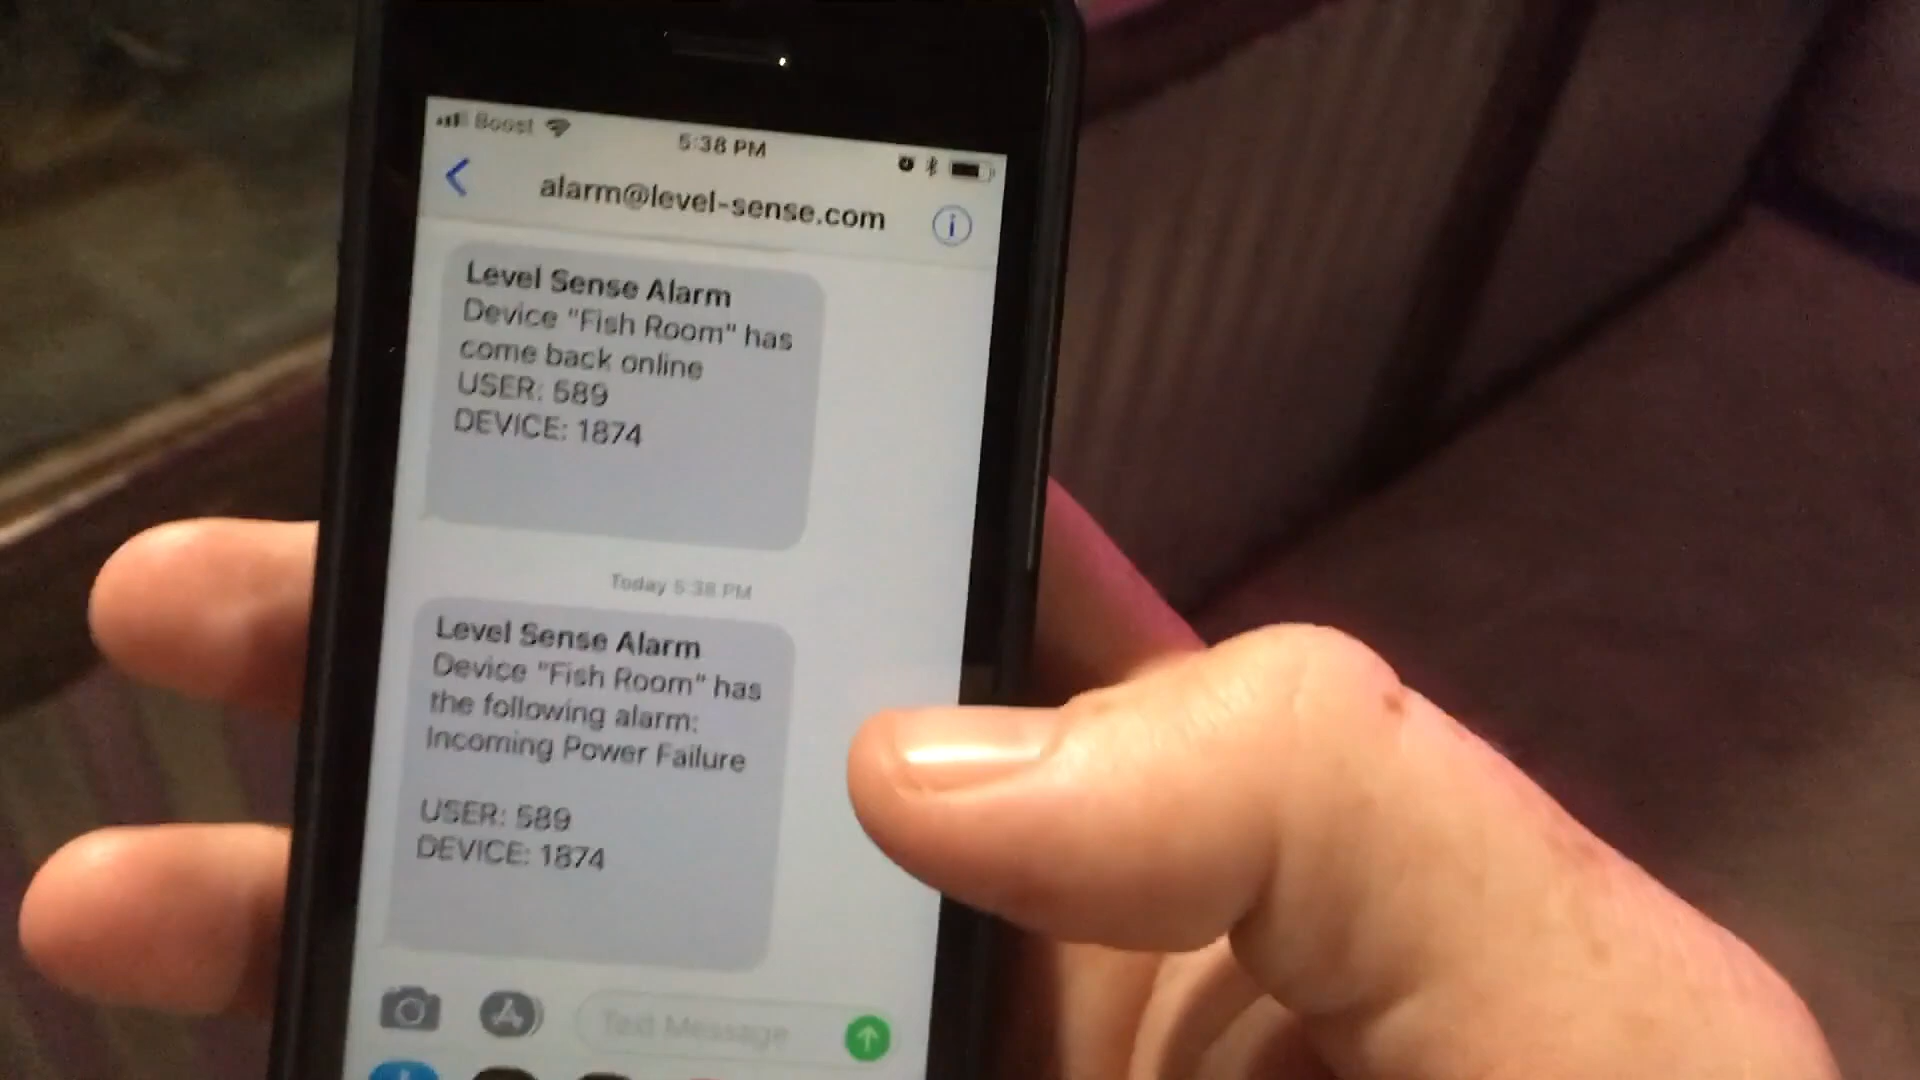 Boost
5:38 PM
alarm@level-sense.com
Level Sense Alarm
Device "Fish Room" has
come back online
USER: 589
DEVICE: 1874
Today 5:38 PM
Level Sense Alarm
Device "Fish Room" has
the following alarm:
Incoming Power Failure
USER: 589
DEVICE: 1874
Text Message